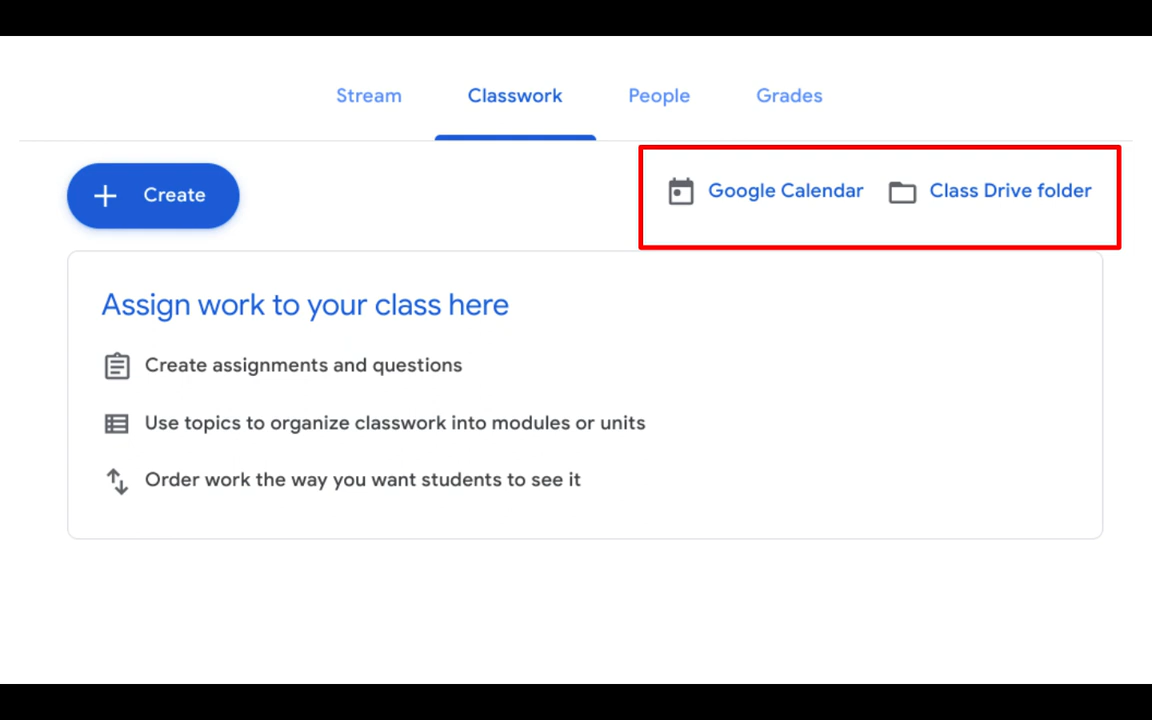 Stream Classwork People Grades
Create Google Calendar Class Drive folder
Assign work to your class here
Create assignments and questions
Use topics to organize classwork into modules or units
Order work the way you want students to see it